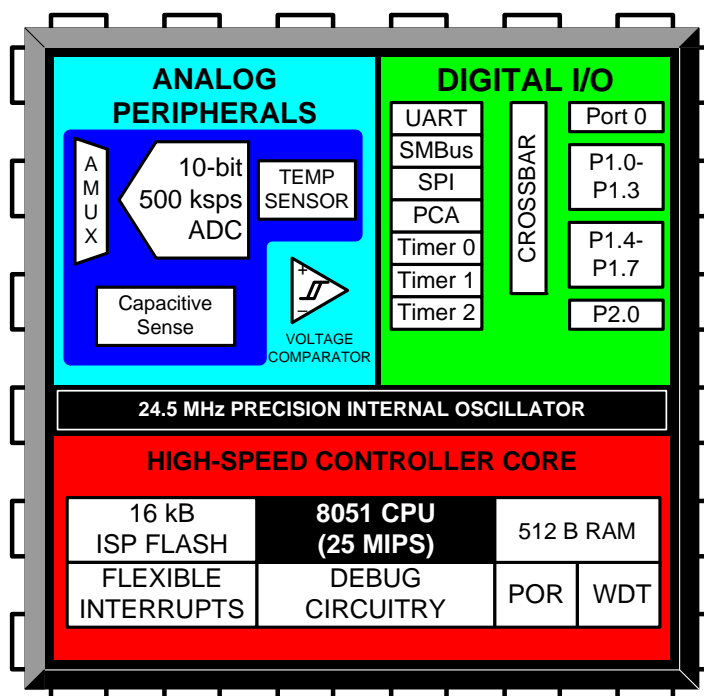 ANALOG
PERIPHERALS
A
M
U
X
10-bit
500 ksps
ADC
TEMP
SENSOR
Capacitive
Sense
+
–
VOLTAGE
COMPARATOR
DIGITAL I/O
UART
SMBus
SPI
PCA
Timer 0
Timer 1
Timer 2
CROSSBAR
Port 0
P1.0-
P1.3
P1.4-
P1.7
P2.0
24.5 MHz PRECISION INTERNAL OSCILLATOR
HIGH-SPEED CONTROLLER CORE
16 kB
ISP FLASH
8051 CPU
(25 MIPS)
512 B RAM
FLEXIBLE
INTERRUPTS
DEBUG
CIRCUITRY
POR
WDT